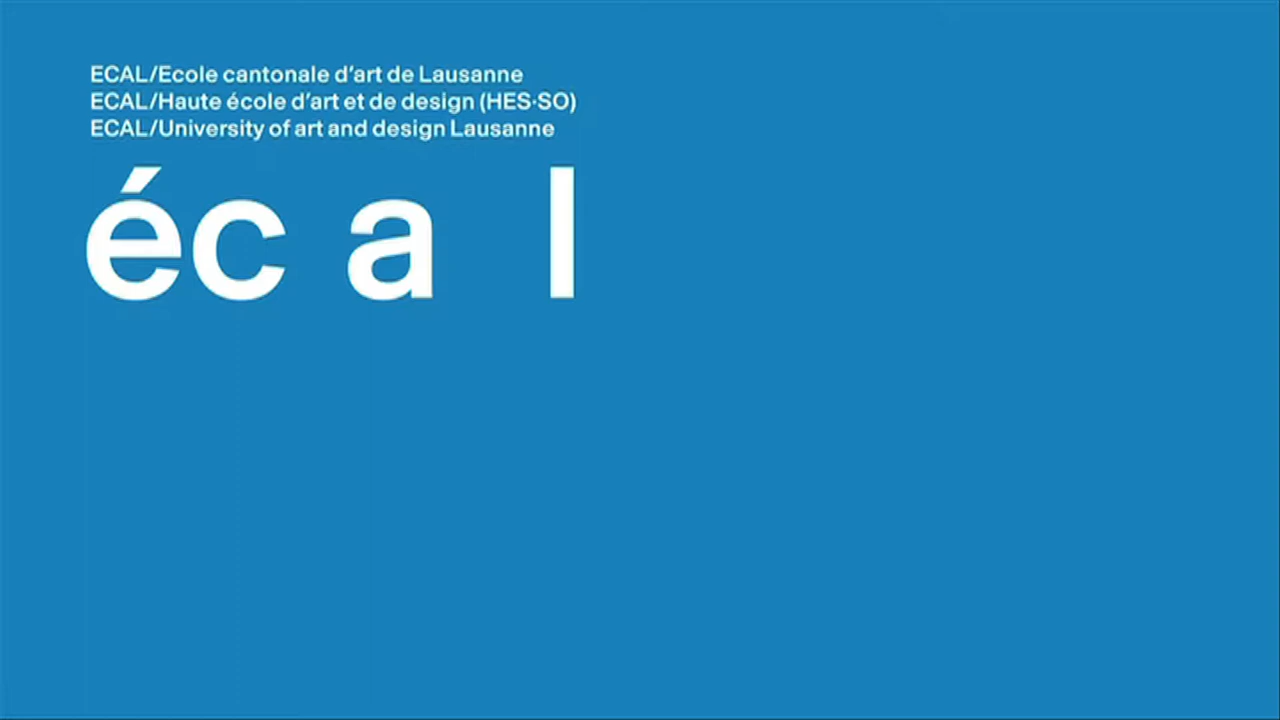 ECAL/Ecole cantonale d’art de Lausanne
ECAL/Haute école d’art et de design (HES·SO)
ECAL/University of art and design Lausanne
éc a l